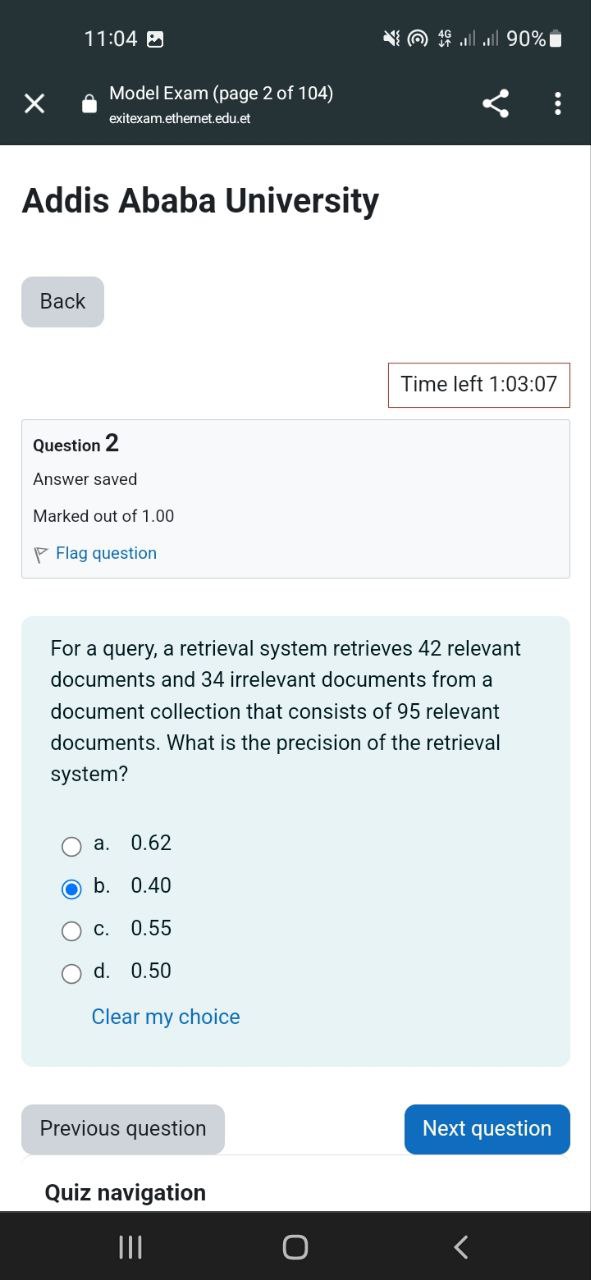 11:04
4G
90%
Model Exam (page 2 of 104)
exitexam.ethernet.edu.et
Addis Ababa University
Back
Time left 1:03:07
Question 2
Answer saved
Marked out of 1.00
Flag question
For a query, a retrieval system retrieves 42 relevant
documents and 34 irrelevant documents from a
document collection that consists of 95 relevant
documents. What is the precision of the retrieval
system?
a. 0.62
b. 0.40
c. 0.55
d. 0.50
Clear my choice
Previous question
Next question
Quiz navigation